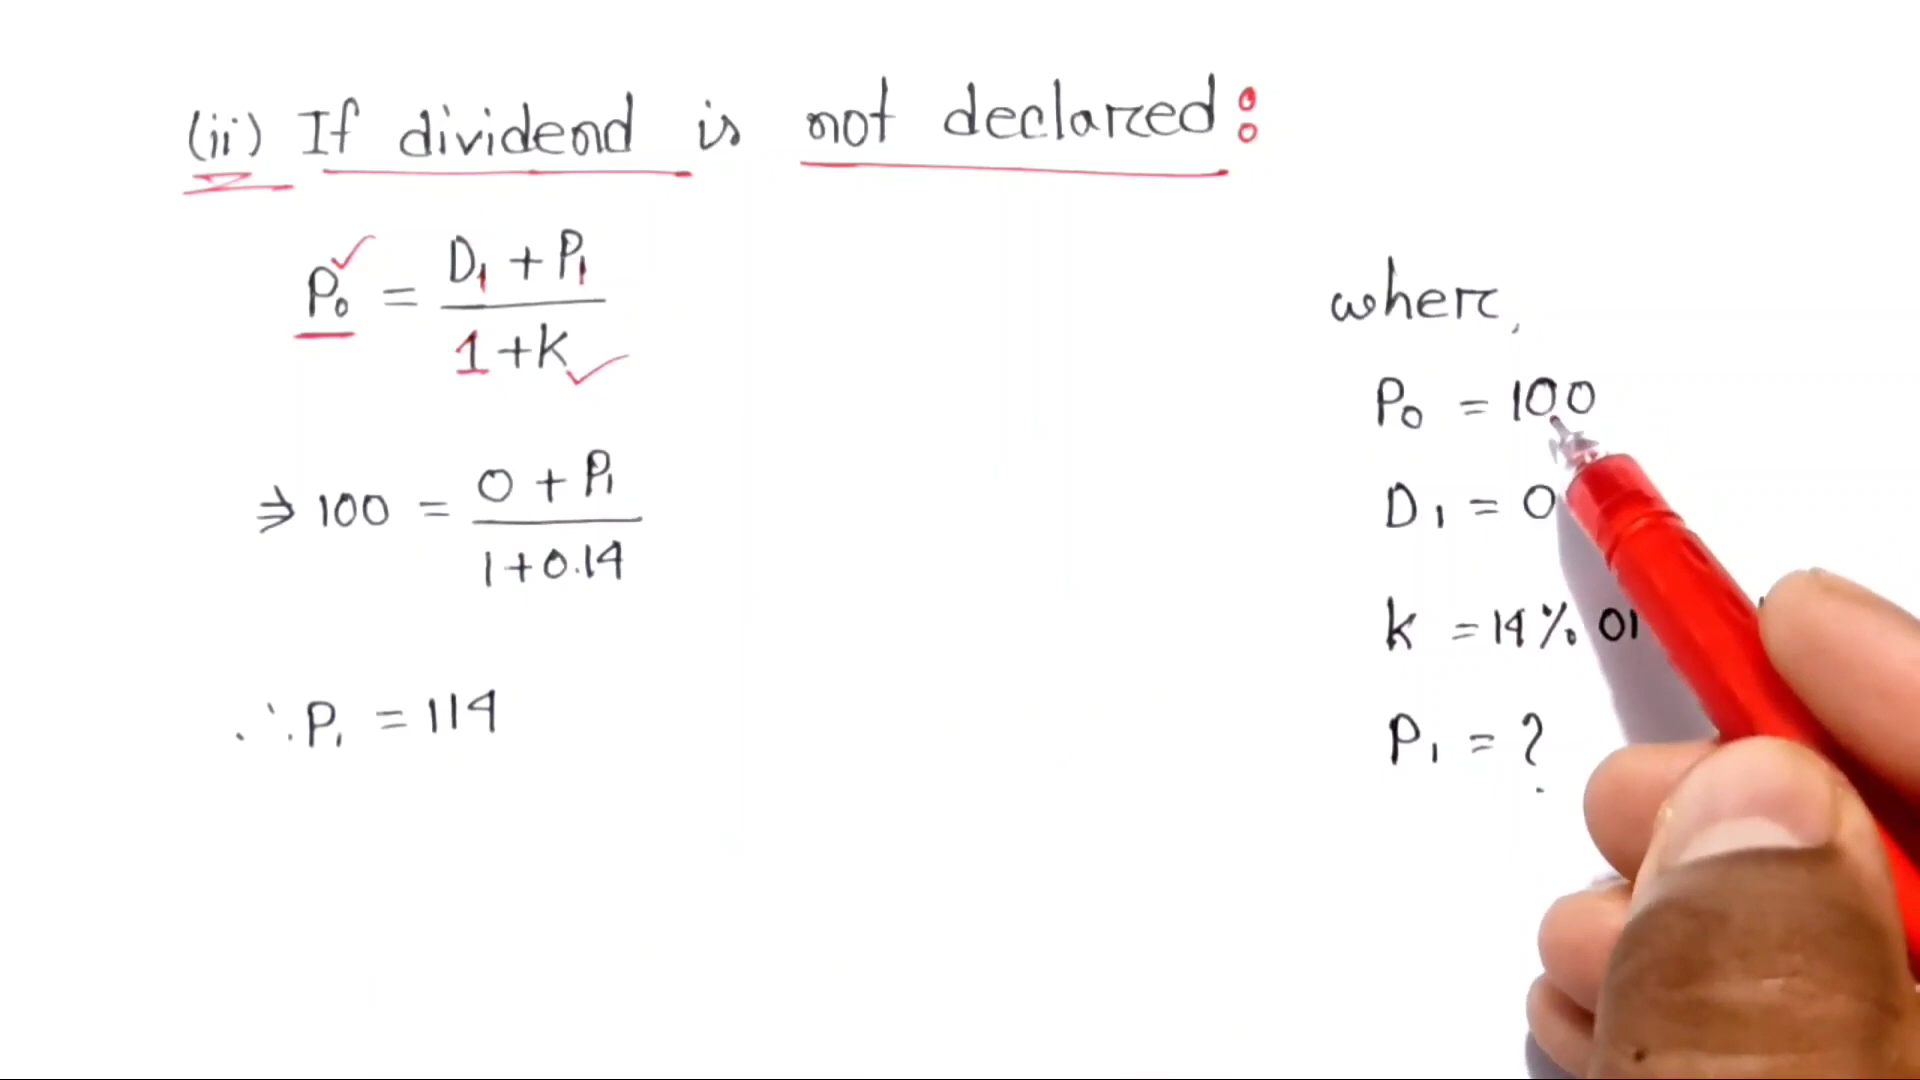 (ii) If dividend is not declared:
P₀ = D₁ + P₁
1 + K
⇒ 100 = 0 + P₁
1 + 0.14
∴ P₁ = 114
where,
P₀ = 100
D₁ = 0
K = 14%
P₁ = ?